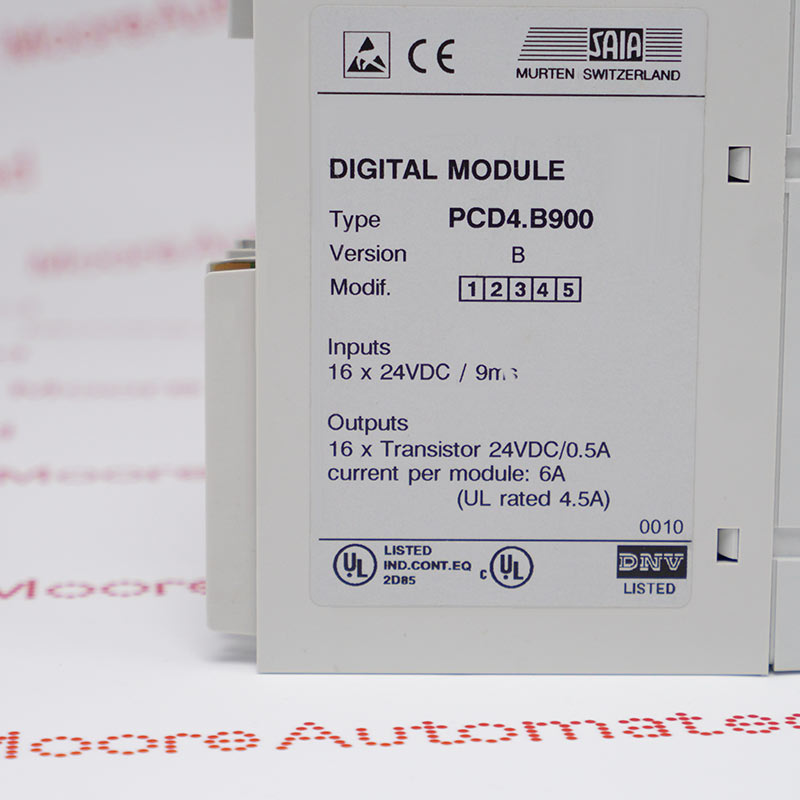 CE
SAIA
MURTEN SWITZERLAND
DIGITAL MODULE
Type PCD4.B900
Version B
Modif. 1 2 3 4 5
Inputs
16 x 24VDC / 9ms
Outputs
16 x Transistor 24VDC/0.5A
current per module: 6A
(UL rated 4.5A)
0010
UL LISTED
IND.CONT.EQ
2D85
c UL
DNV
LISTED
Moore Automated